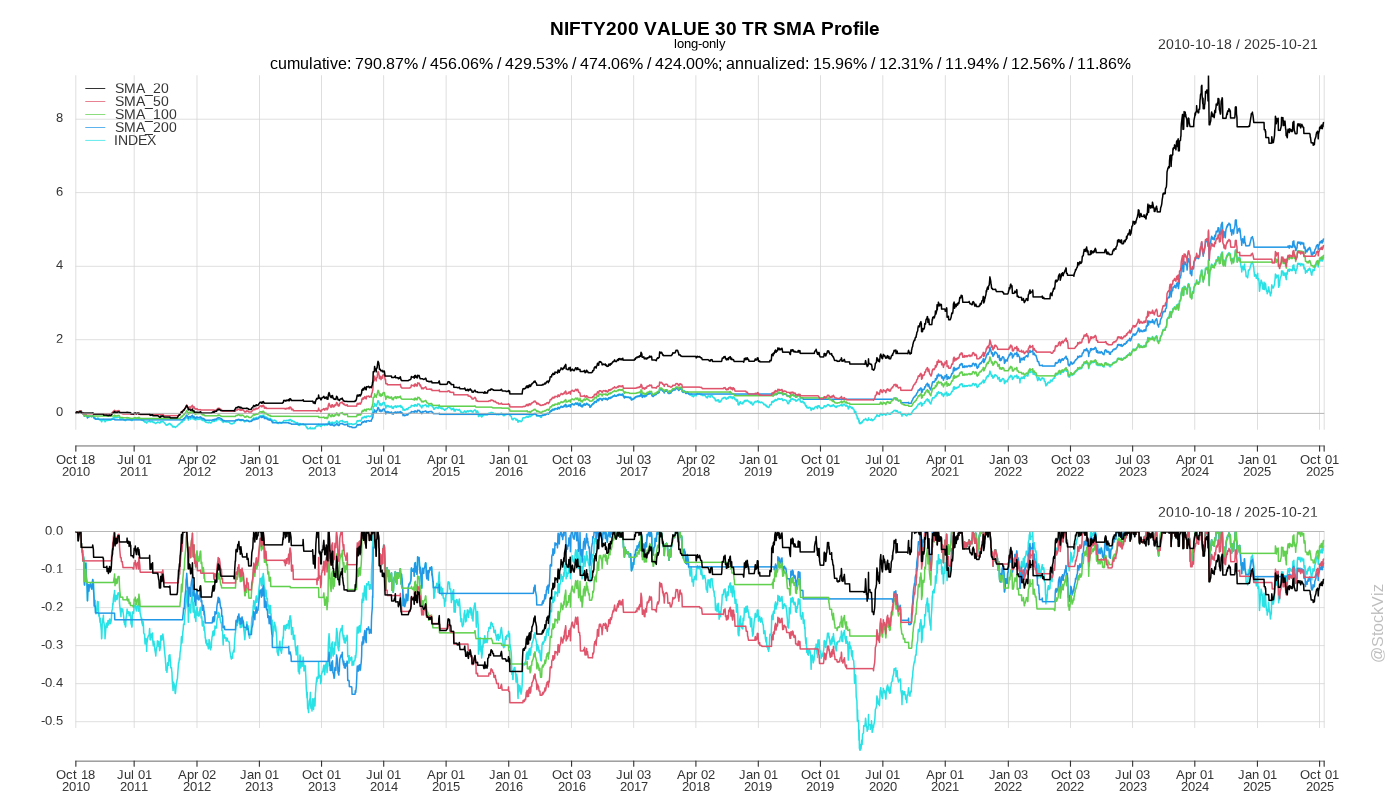 NIFTY200 VALUE 30 TR SMA Profile
long-only
2010-10-18 / 2025-10-21
cumulative: 790.87% / 456.06% / 429.53% / 474.06% / 424.00%; annualized: 15.96% / 12.31% / 11.94% / 12.56% / 11.86%
SMA_20
SMA_50
SMA_100
SMA_200
INDEX
8
6
4
2
0
Oct 18 Jul 01 Apr 02 Jan 01 Oct 01 Jul 01 Apr 01 Jan 01 Oct 03 Jul 03 Apr 02 Jan 01 Oct 01 Jul 01 Apr 01 Jan 03 Oct 03 Jul 03 Apr 01 Jan 01 Oct 01
2010 2011 2012 2013 2013 2014 2015 2016 2016 2017 2018 2019 2019 2020 2021 2022 2022 2023 2024 2025 2025
2010-10-18 / 2025-10-21
0.0
-0.1
-0.2
-0.3
-0.4
-0.5
Oct 18 Jul 01 Apr 02 Jan 01 Oct 01 Jul 01 Apr 01 Jan 01 Oct 03 Jul 03 Apr 02 Jan 01 Oct 01 Jul 01 Apr 01 Jan 03 Oct 03 Jul 03 Apr 01 Jan 01 Oct 01
2010 2011 2012 2013 2013 2014 2015 2016 2016 2017 2018 2019 2019 2020 2021 2022 2022 2023 2024 2025 2025
@StockViz